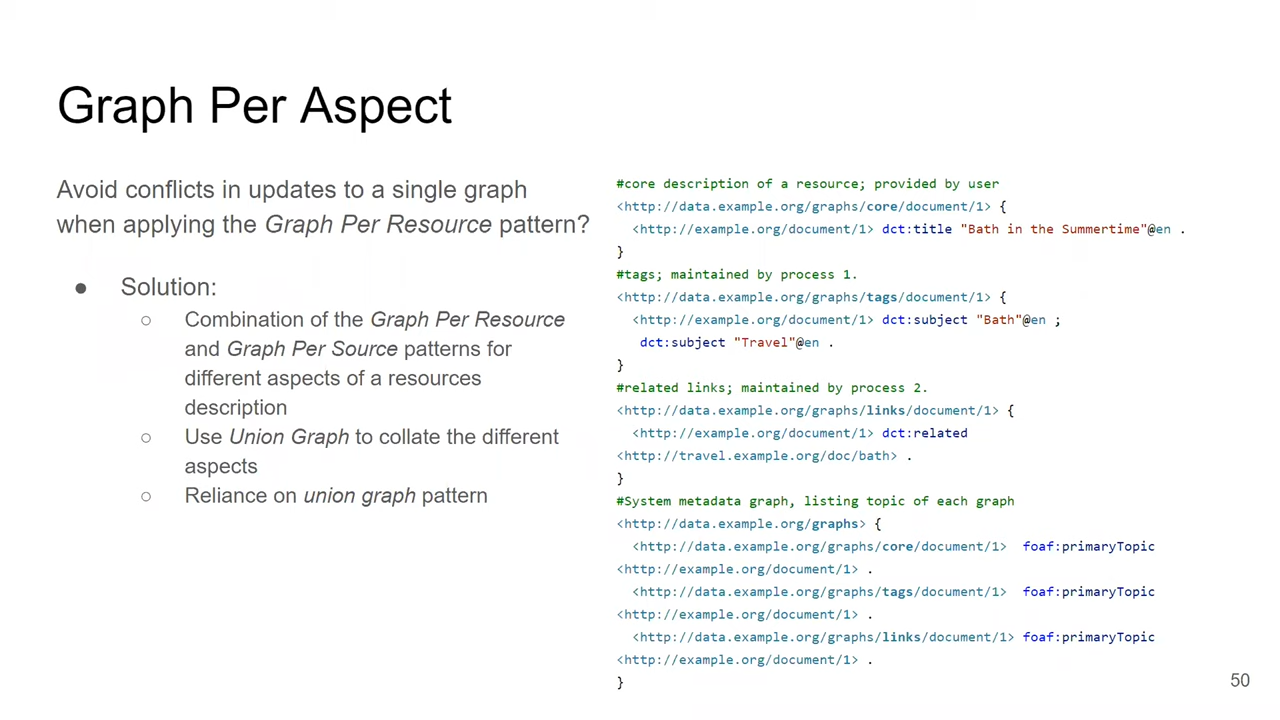 Graph Per Aspect
Avoid conflicts in updates to a single graph
when applying the Graph Per Resource pattern?
● Solution:
○ Combination of the Graph Per Resource
and Graph Per Source patterns for
different aspects of a resources
description
○ Use Union Graph to collate the different
aspects
○ Reliance on union graph pattern
#core description of a resource; provided by user
<http://data.example.org/graphs/core/document/1> {
<http://example.org/document/1> dct:title "Bath in the Summertime"@en .
}
#tags; maintained by process 1.
<http://data.example.org/graphs/tags/document/1> {
<http://example.org/document/1> dct:subject "Bath"@en ;
dct:subject "Travel"@en .
}
#related links; maintained by process 2.
<http://data.example.org/graphs/links/document/1> {
<http://example.org/document/1> dct:related
<http://travel.example.org/doc/bath> .
}
#System metadata graph, listing topic of each graph
<http://data.example.org/graphs> {
<http://data.example.org/graphs/core/document/1> foaf:primaryTopic
<http://example.org/document/1> .
<http://data.example.org/graphs/tags/document/1> foaf:primaryTopic
<http://example.org/document/1> .
<http://data.example.org/graphs/links/document/1> foaf:primaryTopic
<http://example.org/document/1> .
}
50